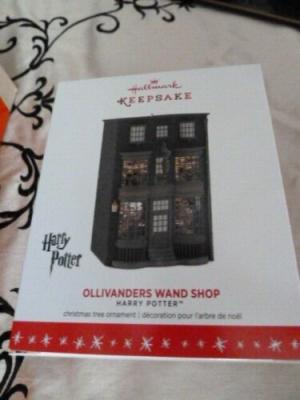 Hallmark
KEEPSAKE
Harry
Potter
OLLIVANDERS WAND SHOP
HARRY POTTER™
christmas tree ornament | décoration pour l'arbre de noël